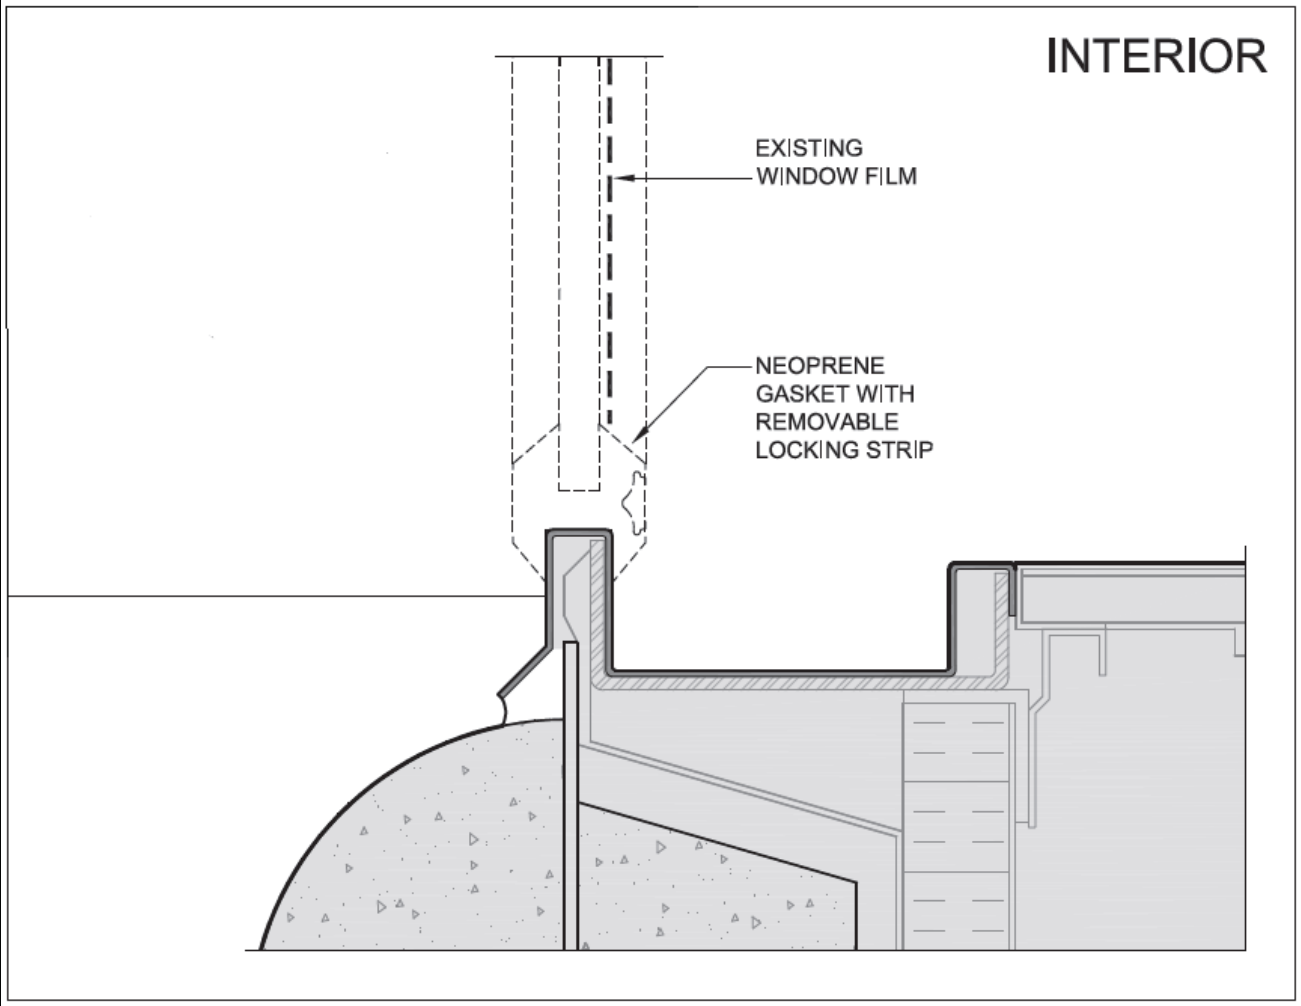 INTERIOR
EXISTING
WINDOW FILM
NEOPRENE
GASKET WITH
REMOVABLE
LOCKING STRIP